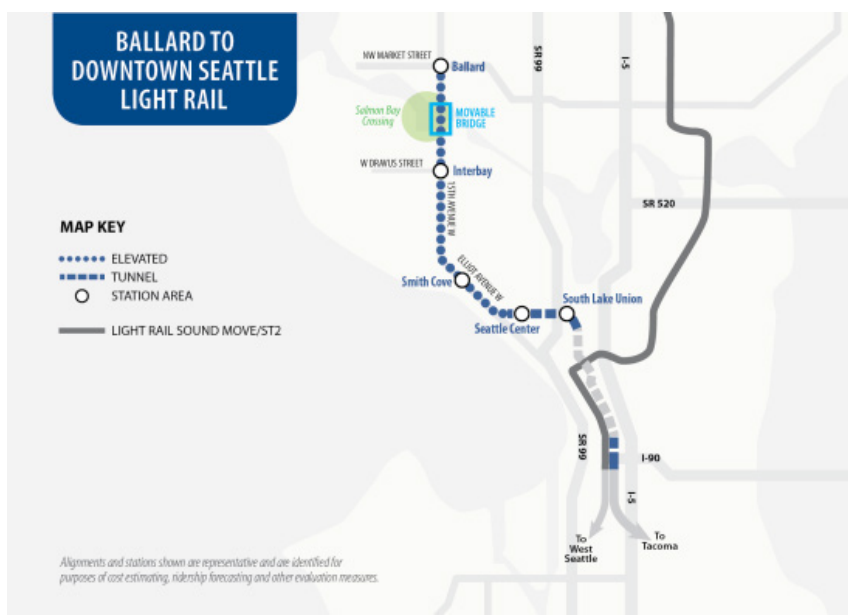 BALLARD TO
DOWNTOWN SEATTLE
LIGHT RAIL
NW MARKET STREET
Ballard
SR 99
I-5
Salmon Bay
Crossing
MOVABLE
BRIDGE
W DRAVUS STREET
Interbay
15TH AVENUE W
SR 520
MAP KEY
ELEVATED
TUNNEL
STATION AREA
LIGHT RAIL SOUND MOVE/ST2
ELLIOT AVENUE W
Smith Cove
South Lake Union
Seattle Center
SR 99
I-90
I-5
To
West
Seattle
To
Tacoma
Alignments and stations shown are representative and are identified for
purposes of cost estimating, ridership forecasting and other evaluation measures.